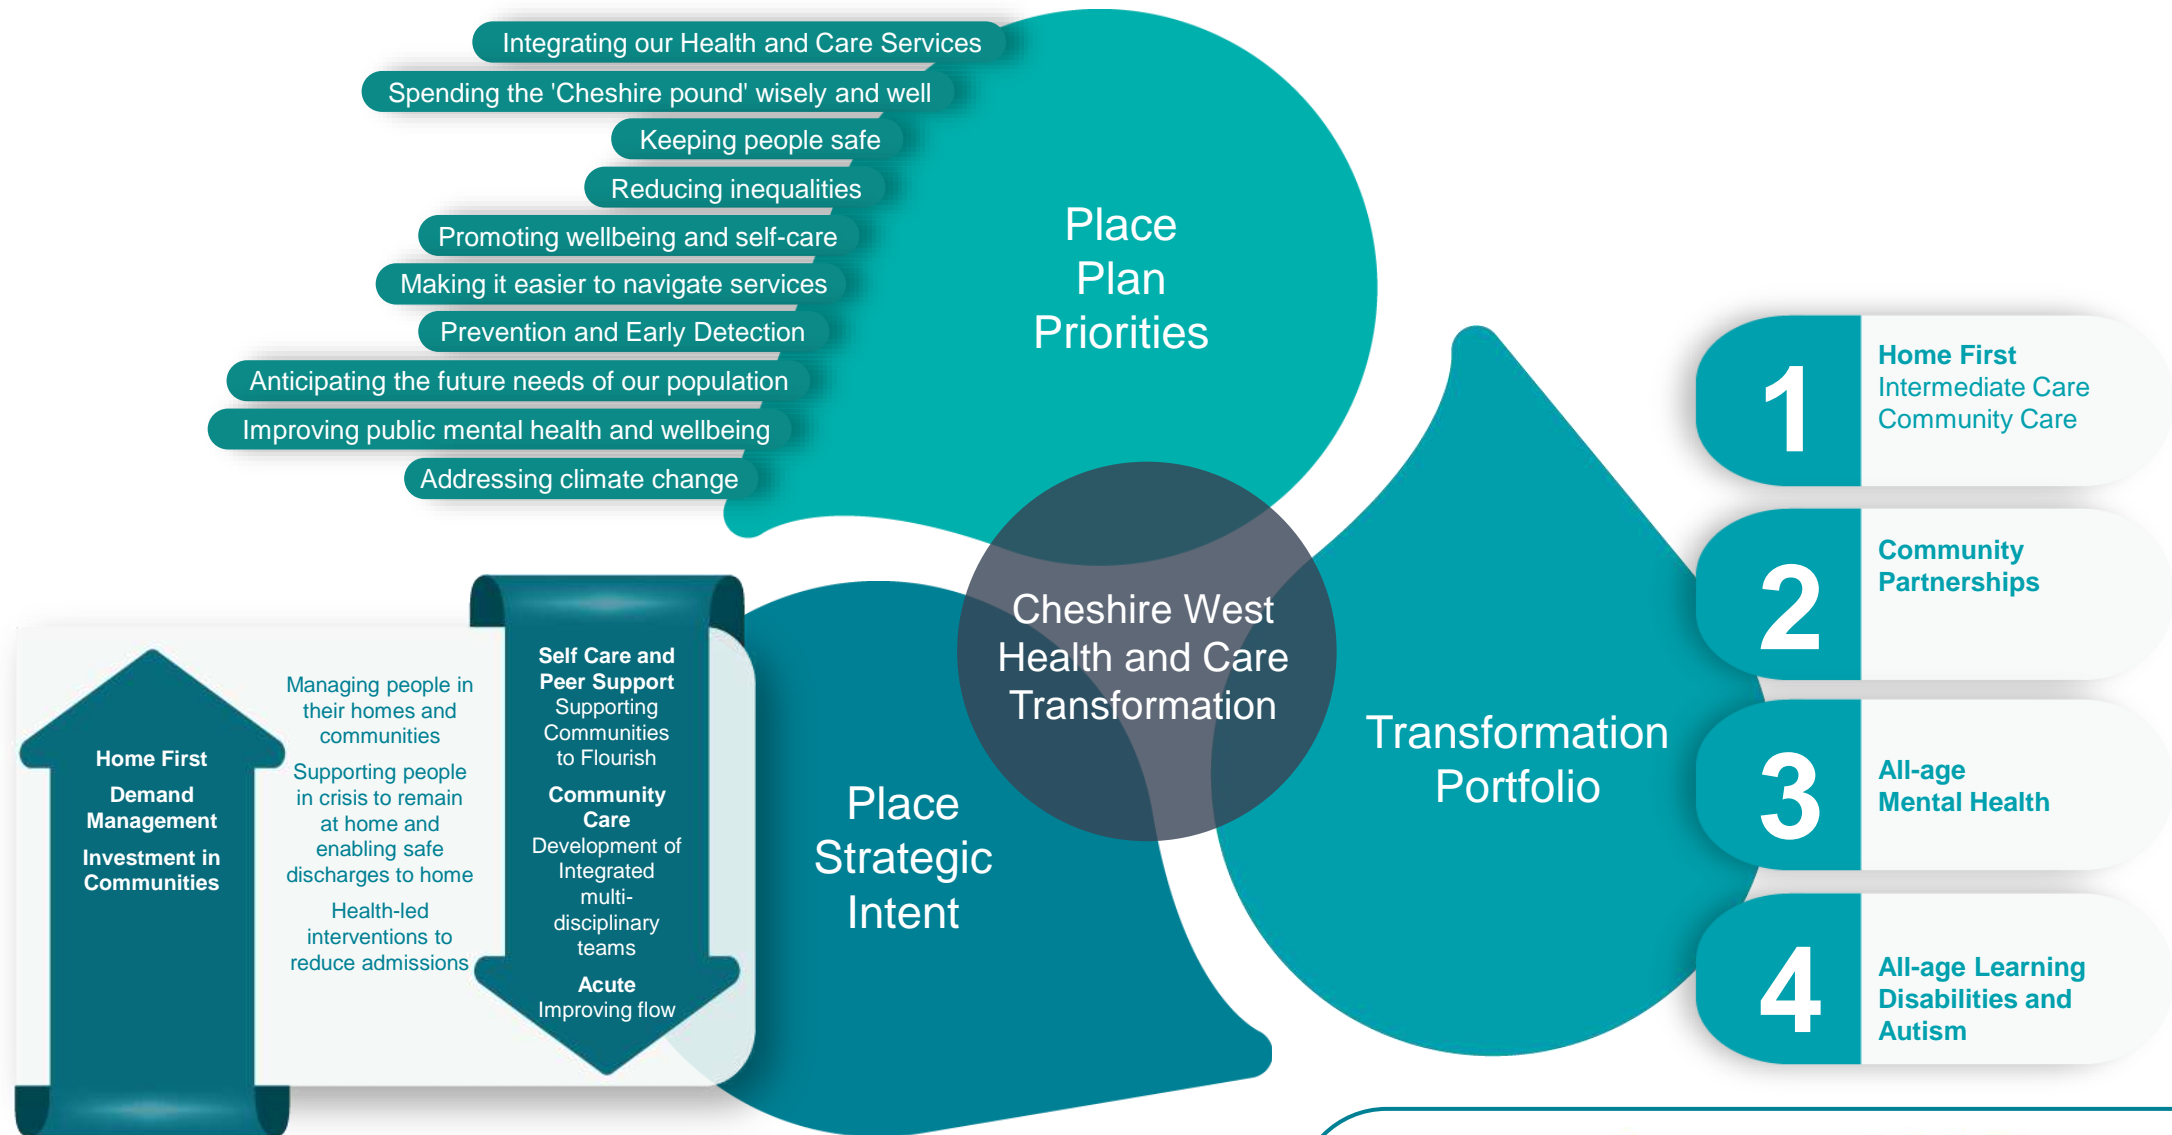 Integrating our Health and Care Services
Spending the 'Cheshire pound' wisely and well
Keeping people safe
Reducing inequalities
Promoting wellbeing and self-care
Making it easier to navigate services
Prevention and Early Detection
Anticipating the future needs of our population
Improving public mental health and wellbeing
Addressing climate change
Place
Plan
Priorities
Cheshire West
Health and Care
Transformation
Home First
Demand
Management
Investment in
Communities
Managing people in
their homes and
communities
Supporting people
in crisis to remain
at home and
enabling safe
discharges to home
Health-led
interventions to
reduce admissions
Self Care and
Peer Support
Supporting
Communities
to Flourish
Community
Care
Development of
Integrated
multi-
disciplinary
teams
Acute
Improving flow
Place
Strategic
Intent
Transformation
Portfolio
1
Home First
Intermediate Care
Community Care
2
Community
Partnerships
3
All-age
Mental Health
4
All-age Learning
Disabilities and
Autism